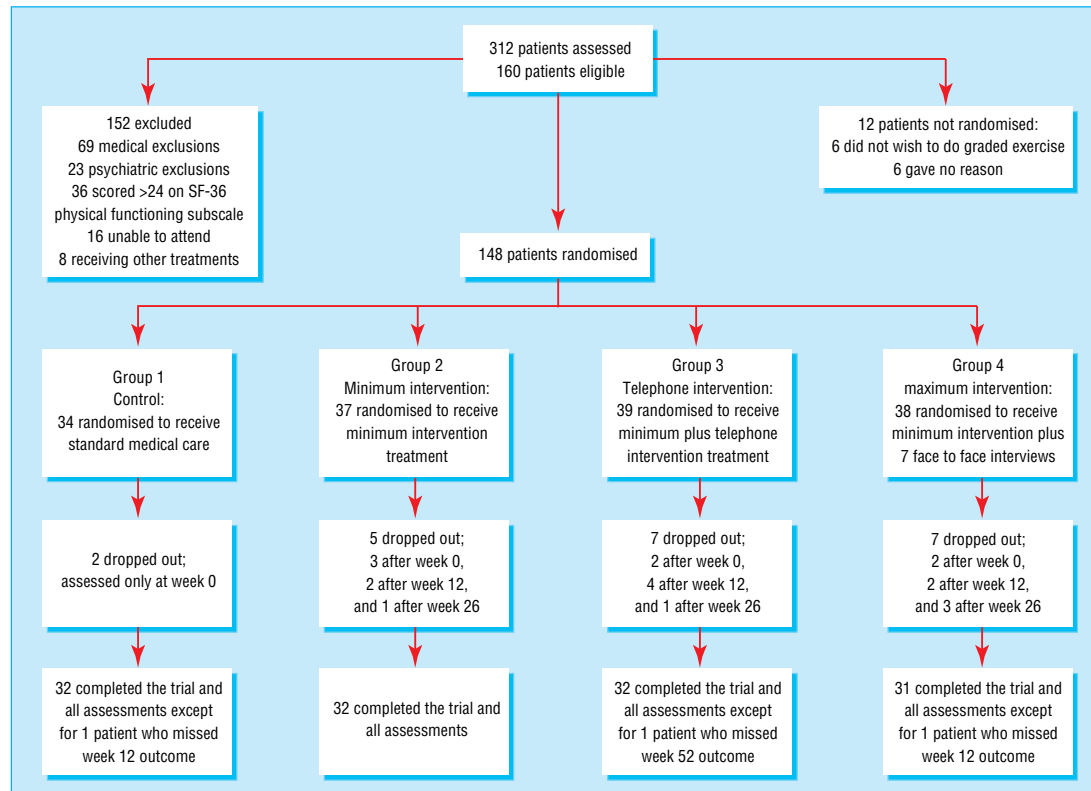 312 patients assessed
160 patients eligible
152 excluded
69 medical exclusions
23 psychiatric exclusions
36 scored >24 on SF-36
physical functioning subscale
16 unable to attend
8 receiving other treatments
12 patients not randomised:
6 did not wish to do graded exercise
6 gave no reason
148 patients randomised
Group 1
Control:
34 randomised to receive
standard medical care
Group 2
Minimum intervention:
37 randomised to receive
minimum intervention
treatment
Group 3
Telephone intervention:
39 randomised to receive
minimum plus telephone
intervention treatment
Group 4
maximum intervention:
38 randomised to receive
minimum intervention plus
7 face to face interviews
2 dropped out;
assessed only at week 0
5 dropped out;
3 after week 0,
2 after week 12,
and 1 after week 26
7 dropped out;
2 after week 0,
4 after week 12,
and 1 after week 26
7 dropped out;
2 after week 0,
2 after week 12,
and 3 after week 26
32 completed the trial and
all assessments except
for 1 patient who missed
week 12 outcome
32 completed the trial and
all assessments
32 completed the trial and
all assessments except
for 1 patient who missed
week 52 outcome
31 completed the trial and
all assessments except
for 1 patient who missed
week 12 outcome